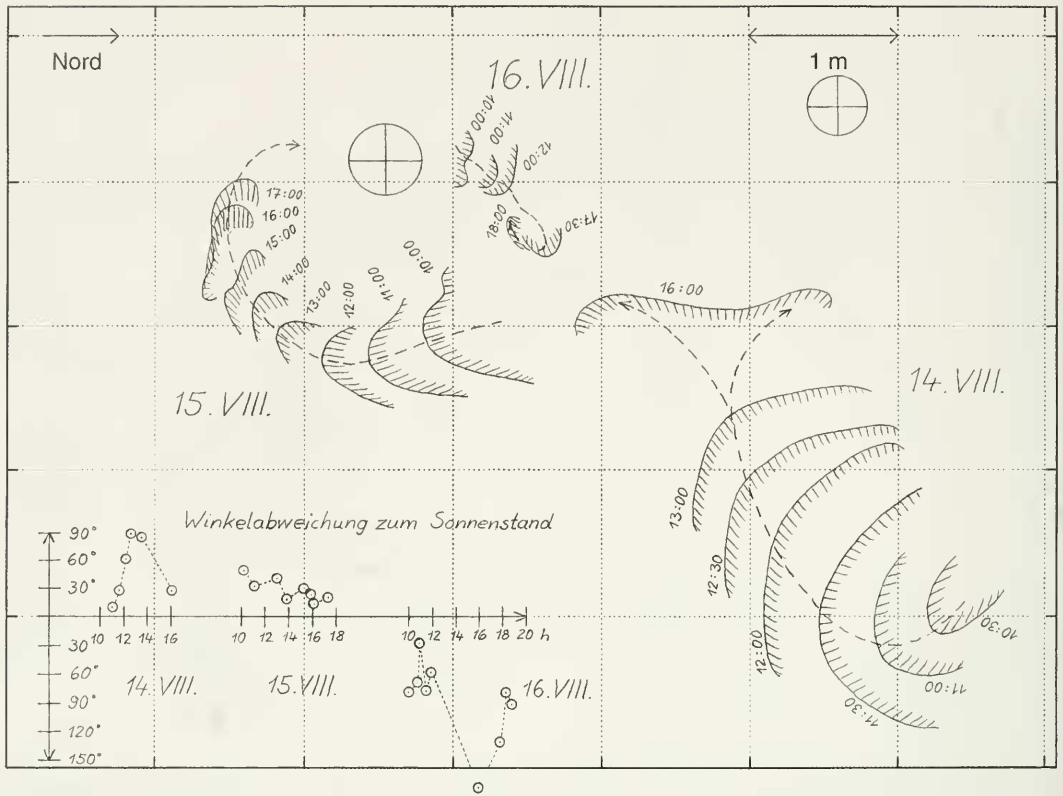 Nord
16.VIII.
1 m
10:00
11:00
12:00
18:00
17:30
17:00
16:00
15:00
14:00
13:00
12:00
11:00
10:00
15.VIII.
16:00
14.VIII.
13:00
12:30
12:00
11:30
11:00
10:30
Winkelabweichung zum Sonnenstand
90°
60°
30°
10 12 14 16
10 12 14 16 18
10 12 14 16 18 20 h
30
60°
90°
120°
150°
14.VIII.
15.VIII.
16.VIII.